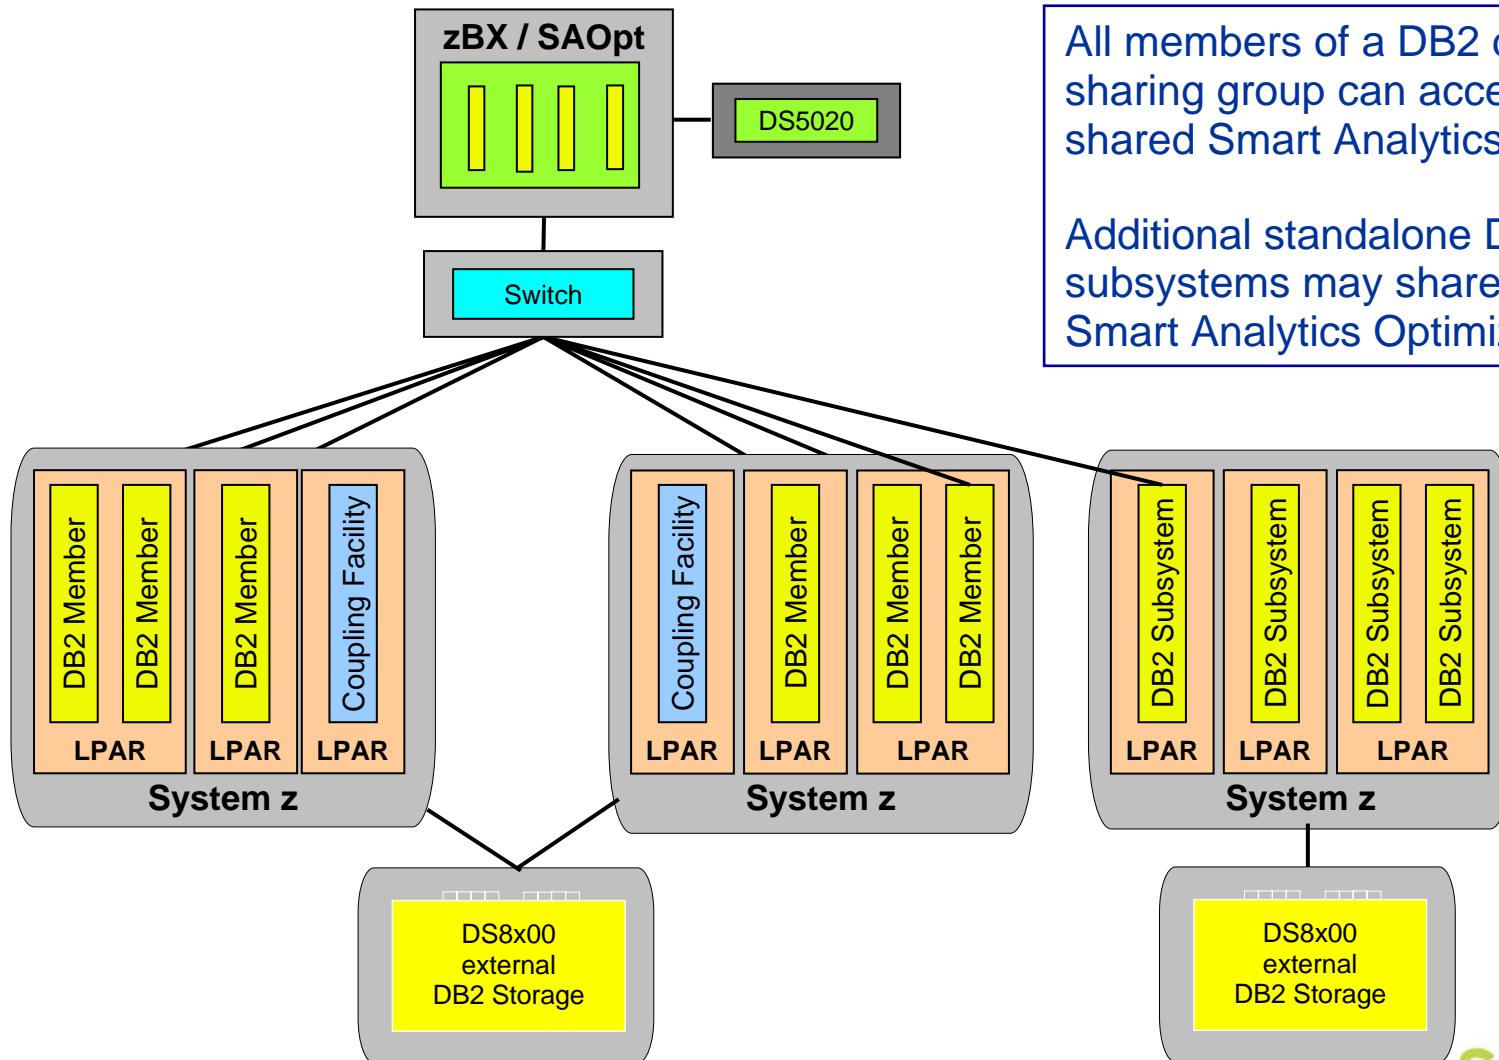 zBX / SAOpt
DS5020
Switch
All members of a DB2
sharing group can
shared Smart Analytics
Additional standalone
subsystems may share
Smart Analytics
DB2 Member
DB2 Member
LPAR
DB2 Member
LPAR
Coupling Facility
LPAR
System z
Coupling Facility
LPAR
DB2 Member
LPAR
DB2 Member
DB2 Member
LPAR
System z
DB2 Subsystem
LPAR
DB2 Subsystem
LPAR
DB2 Subsystem
DB2 Subsystem
LPAR
System z
DS8x00
external
DB2 Storage
DS8x00
external
DB2 Storage